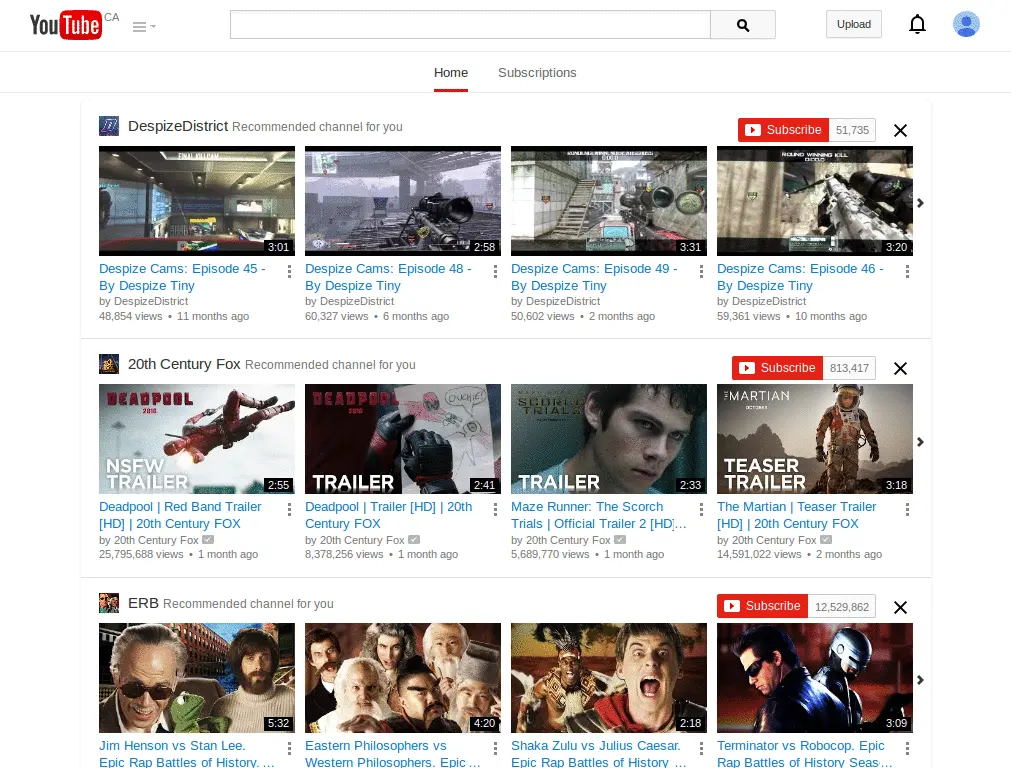 YouTube CA
Upload
Home Subscriptions
DespizeDistrict Recommended channel for you
Subscribe 51,735
FINAL KILLCAM
ROUND WINNING KILL
00:00.0
3:01
2:58
3:31
3:20
Despize Cams: Episode 45 -
By Despize Tiny
by DespizeDistrict
48,854 views • 11 months ago
Despize Cams: Episode 48 -
By Despize Tiny
by DespizeDistrict
60,327 views • 6 months ago
Despize Cams: Episode 49 -
By Despize Tiny
by DespizeDistrict
50,602 views • 2 months ago
Despize Cams: Episode 46 -
By Despize Tiny
by DespizeDistrict
59,361 views • 10 months ago
20th Century Fox Recommended channel for you
Subscribe 813,417
DEADPOOL
2016
NSFW
TRAILER
2:55
DEADPOOL
2016
OUCHIE!
TRAILER
2:41
SCORCH
TRIALS
TRAILER
2:33
THE MARTIAN
OCTOBER
TEASER
TRAILER
3:18
Deadpool | Red Band Trailer
[HD] | 20th Century FOX
by 20th Century Fox
25,795,688 views • 1 month ago
Deadpool | Trailer [HD] | 20th
Century FOX
by 20th Century Fox
8,378,256 views • 1 month ago
Maze Runner: The Scorch
Trials | Official Trailer 2 [HD]…
by 20th Century Fox
5,689,770 views • 1 month ago
The Martian | Teaser Trailer
[HD] | 20th Century FOX
by 20th Century Fox
14,591,022 views • 2 months ago
ERB Recommended channel for you
Subscribe 12,529,862
5:32
4:20
2:18
3:09
Jim Henson vs Stan Lee.
Epic Rap Battles of History. …
Eastern Philosophers vs
Western Philosophers. Epic …
Shaka Zulu vs Julius Caesar.
Epic Rap Battles of History …
Terminator vs Robocop. Epic
Rap Battles of History Seas…